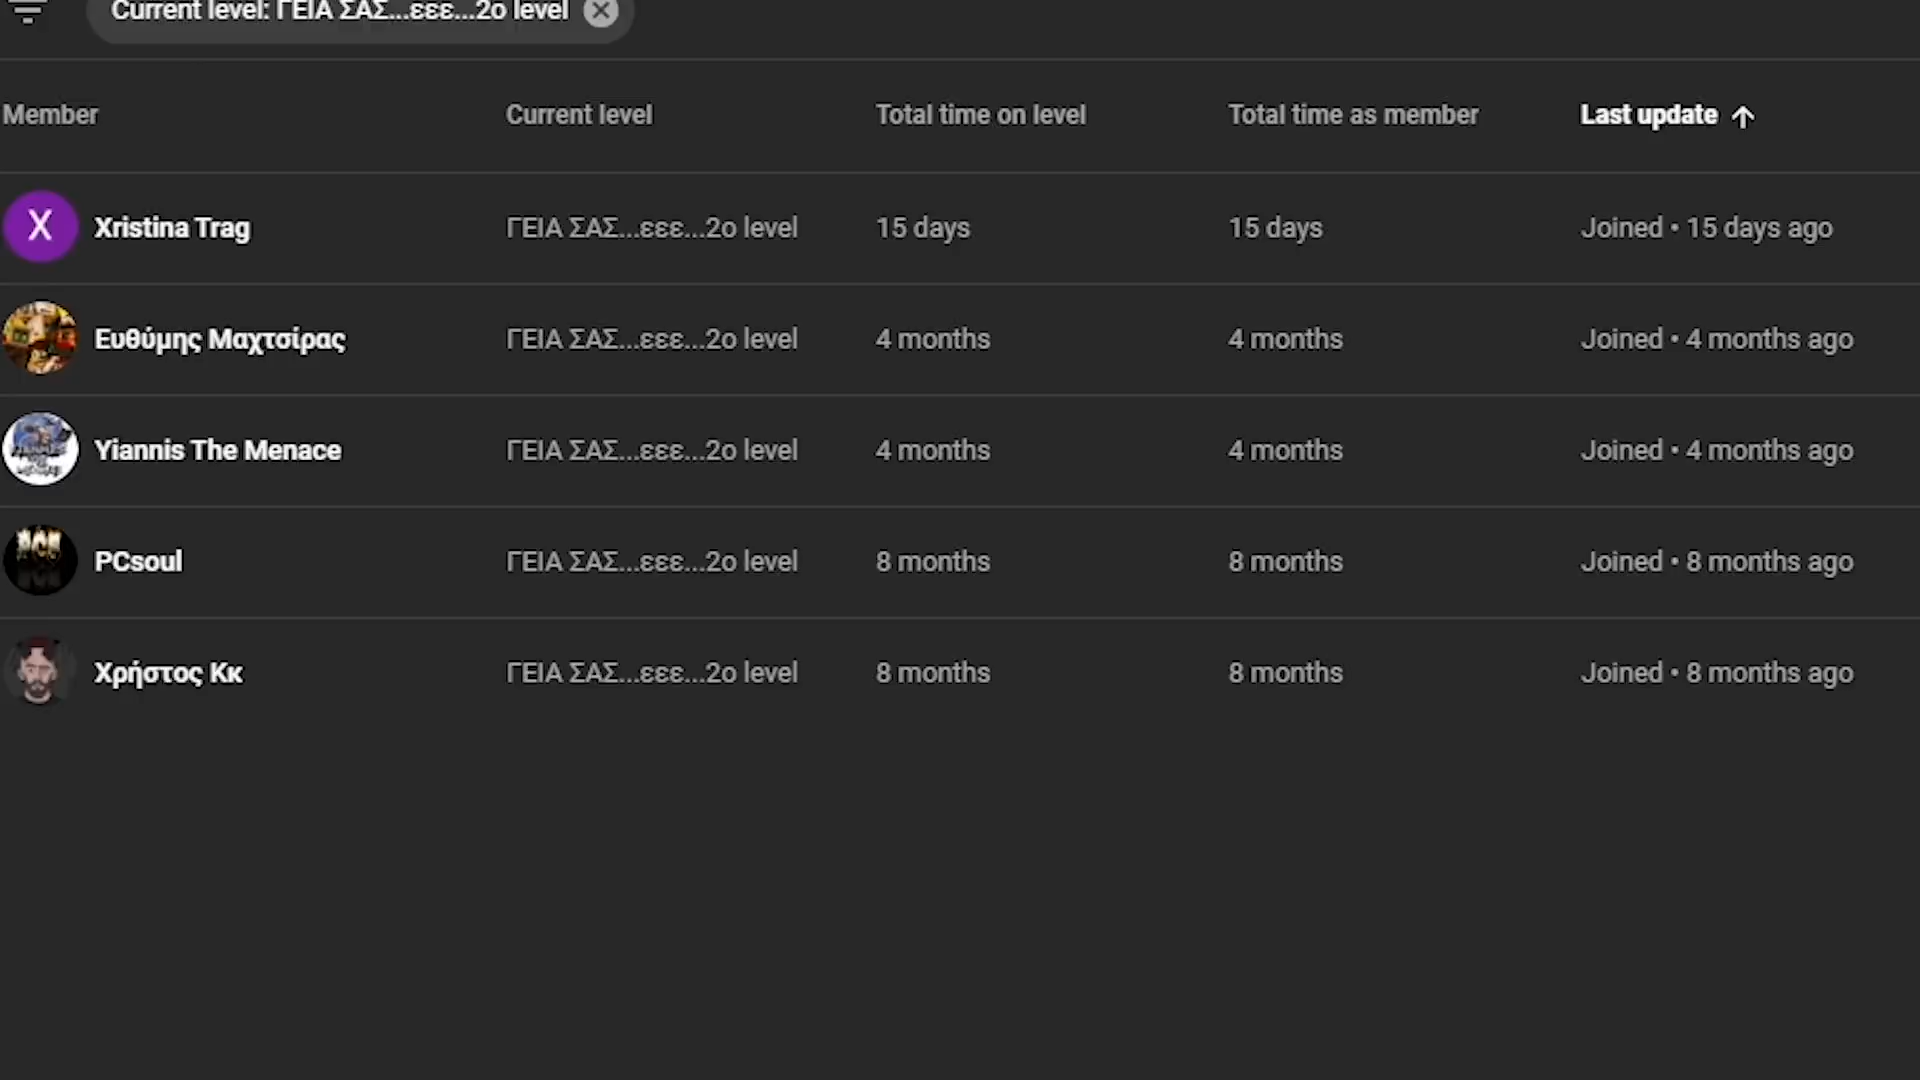 Current level: ΓΕΙΑ ΣΑΣ...εεε...2ο level
Member Current level Total time on level Total time as member Last update
X Xristina Trag ΓΕΙΑ ΣΑΣ...εεε...2ο level 15 days 15 days Joined • 15 days ago
Ευθύμης Μαχτσίρας ΓΕΙΑ ΣΑΣ...εεε...2ο level 4 months 4 months Joined • 4 months ago
Yiannis The Menace ΓΕΙΑ ΣΑΣ...εεε...2ο level 4 months 4 months Joined • 4 months ago
PCsoul ΓΕΙΑ ΣΑΣ...εεε...2ο level 8 months 8 months Joined • 8 months ago
Χρήστος Κκ ΓΕΙΑ ΣΑΣ...εεε...2ο level 8 months 8 months Joined • 8 months ago